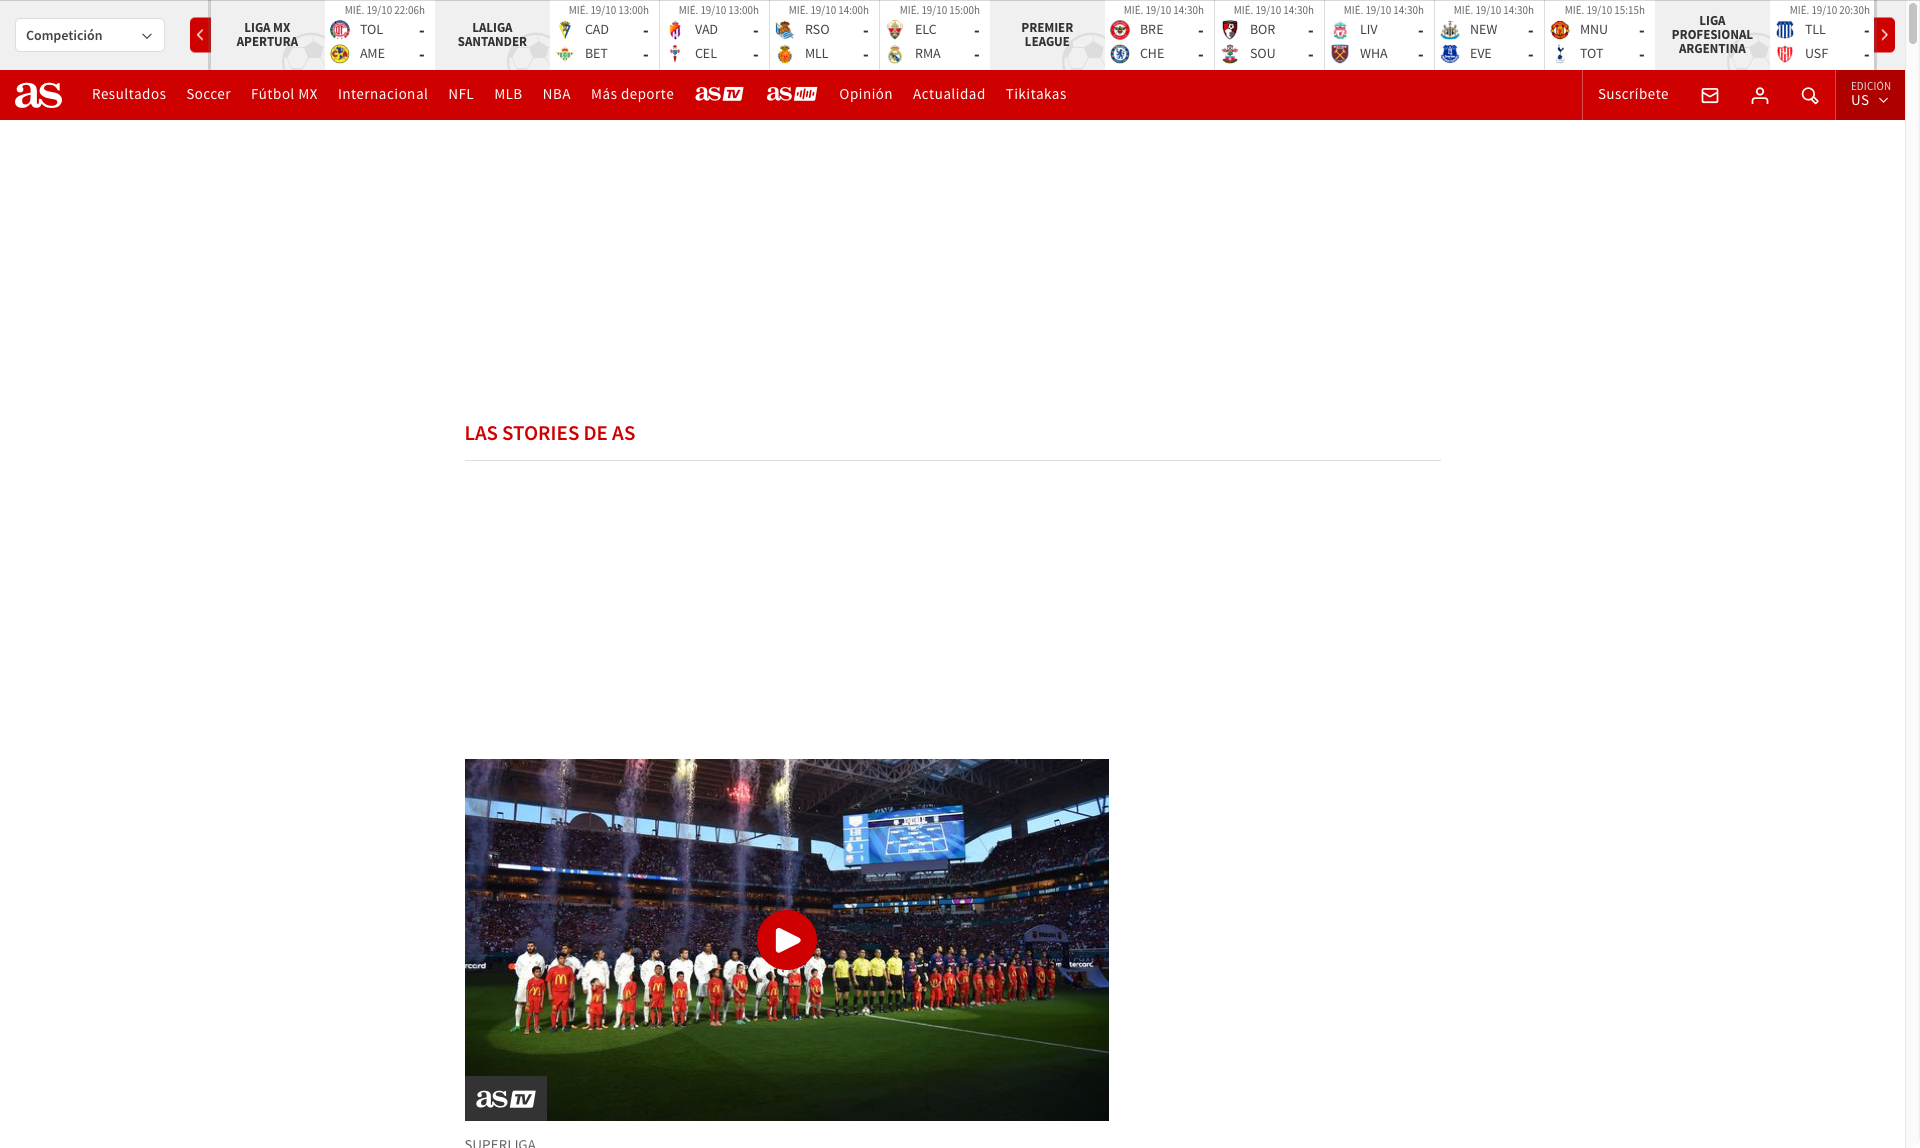 Competición
LIGA MX
APERTURA
MIÉ. 19/10 22:06h
TOL -
AME -
LALIGA
SANTANDER
MIÉ. 19/10 13:00h
CAD -
BET -
MIÉ. 19/10 13:00h
VAD -
CEL -
MIÉ. 19/10 14:00h
RSO -
MLL -
MIÉ. 19/10 15:00h
ELC -
RMA -
PREMIER
LEAGUE
MIÉ. 19/10 14:30h
BRE -
CHE -
MIÉ. 19/10 14:30h
BOR -
SOU -
MIÉ. 19/10 14:30h
LIV -
WHA -
MIÉ. 19/10 14:30h
NEW -
EVE -
MIÉ. 19/10 15:15h
MNU -
TOT -
LIGA
PROFESIONAL
ARGENTINA
MIÉ. 19/10 20:30h
TLL -
USF -
as Resultados Soccer Fútbol MX Internacional NFL MLB NBA Más deporte as TV as Opinión Actualidad Tikitakas Suscríbete
EDICIÓN
US
LAS STORIES DE AS
as TV
SUPERLIGA